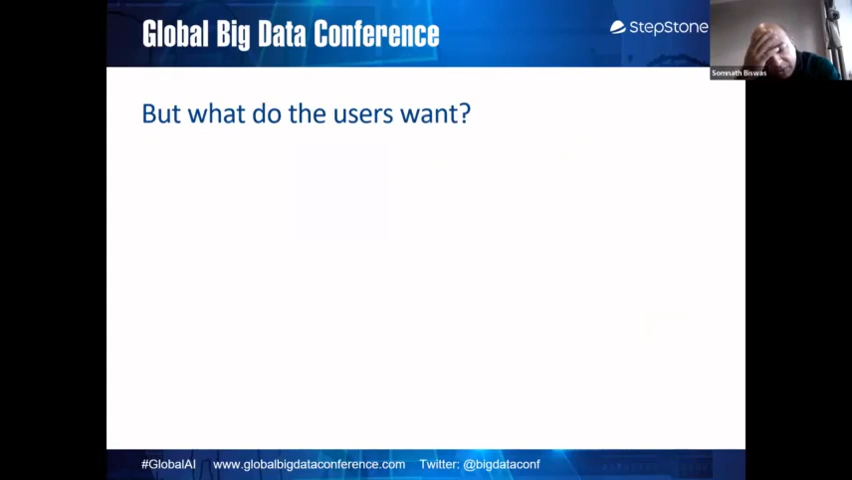 Global Big Data Conference
StepStone
Somnath Biswas
But what do the users want?
#GlobalAI www.globalbigdataconference.com Twitter: @bigdataconf